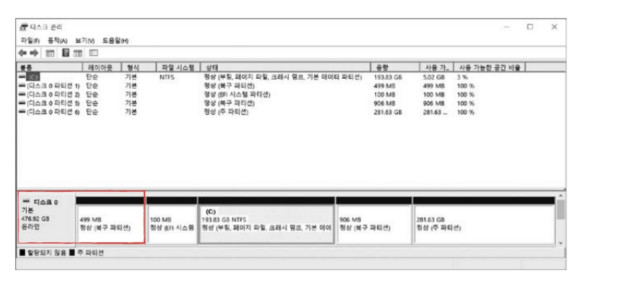 디스크 관리
파일(F) 동작(A) 보기(V) 도움말(H)
볼륨 레이아웃 형식 파일 시스템 상태 용량 사용 가... 사용 가능한 공간 비율
(C:) 단순 기본 NTFS 정상 (부팅, 페이지 파일, 크래시 덤프, 기본 데이터 파티션) 193.83 GB 5.02 GB 3 %
(디스크 0 파티션 1) 단순 기본 정상 (복구 파티션) 499 MB 499 MB 100 %
(디스크 0 파티션 2) 단순 기본 정상 (EFI 시스템 파티션) 100 MB 100 MB 100 %
(디스크 0 파티션 5) 단순 기본 정상 (복구 파티션) 906 MB 906 MB 100 %
(디스크 0 파티션 6) 단순 기본 정상 (주 파티션) 281.63 GB 281.63 ... 100 %
디스크 0
기본
476.92 GB
온라인
499 MB
정상 (복구 파티션)
100 MB
정상 (EFI 시스템
(C:)
193.83 GB NTFS
정상 (부팅, 페이지 파일, 크래시 덤프, 기본 데이
906 MB
정상 (복구 파티션)
281.63 GB
정상 (주 파티션)
할당되지 않음 주 파티션